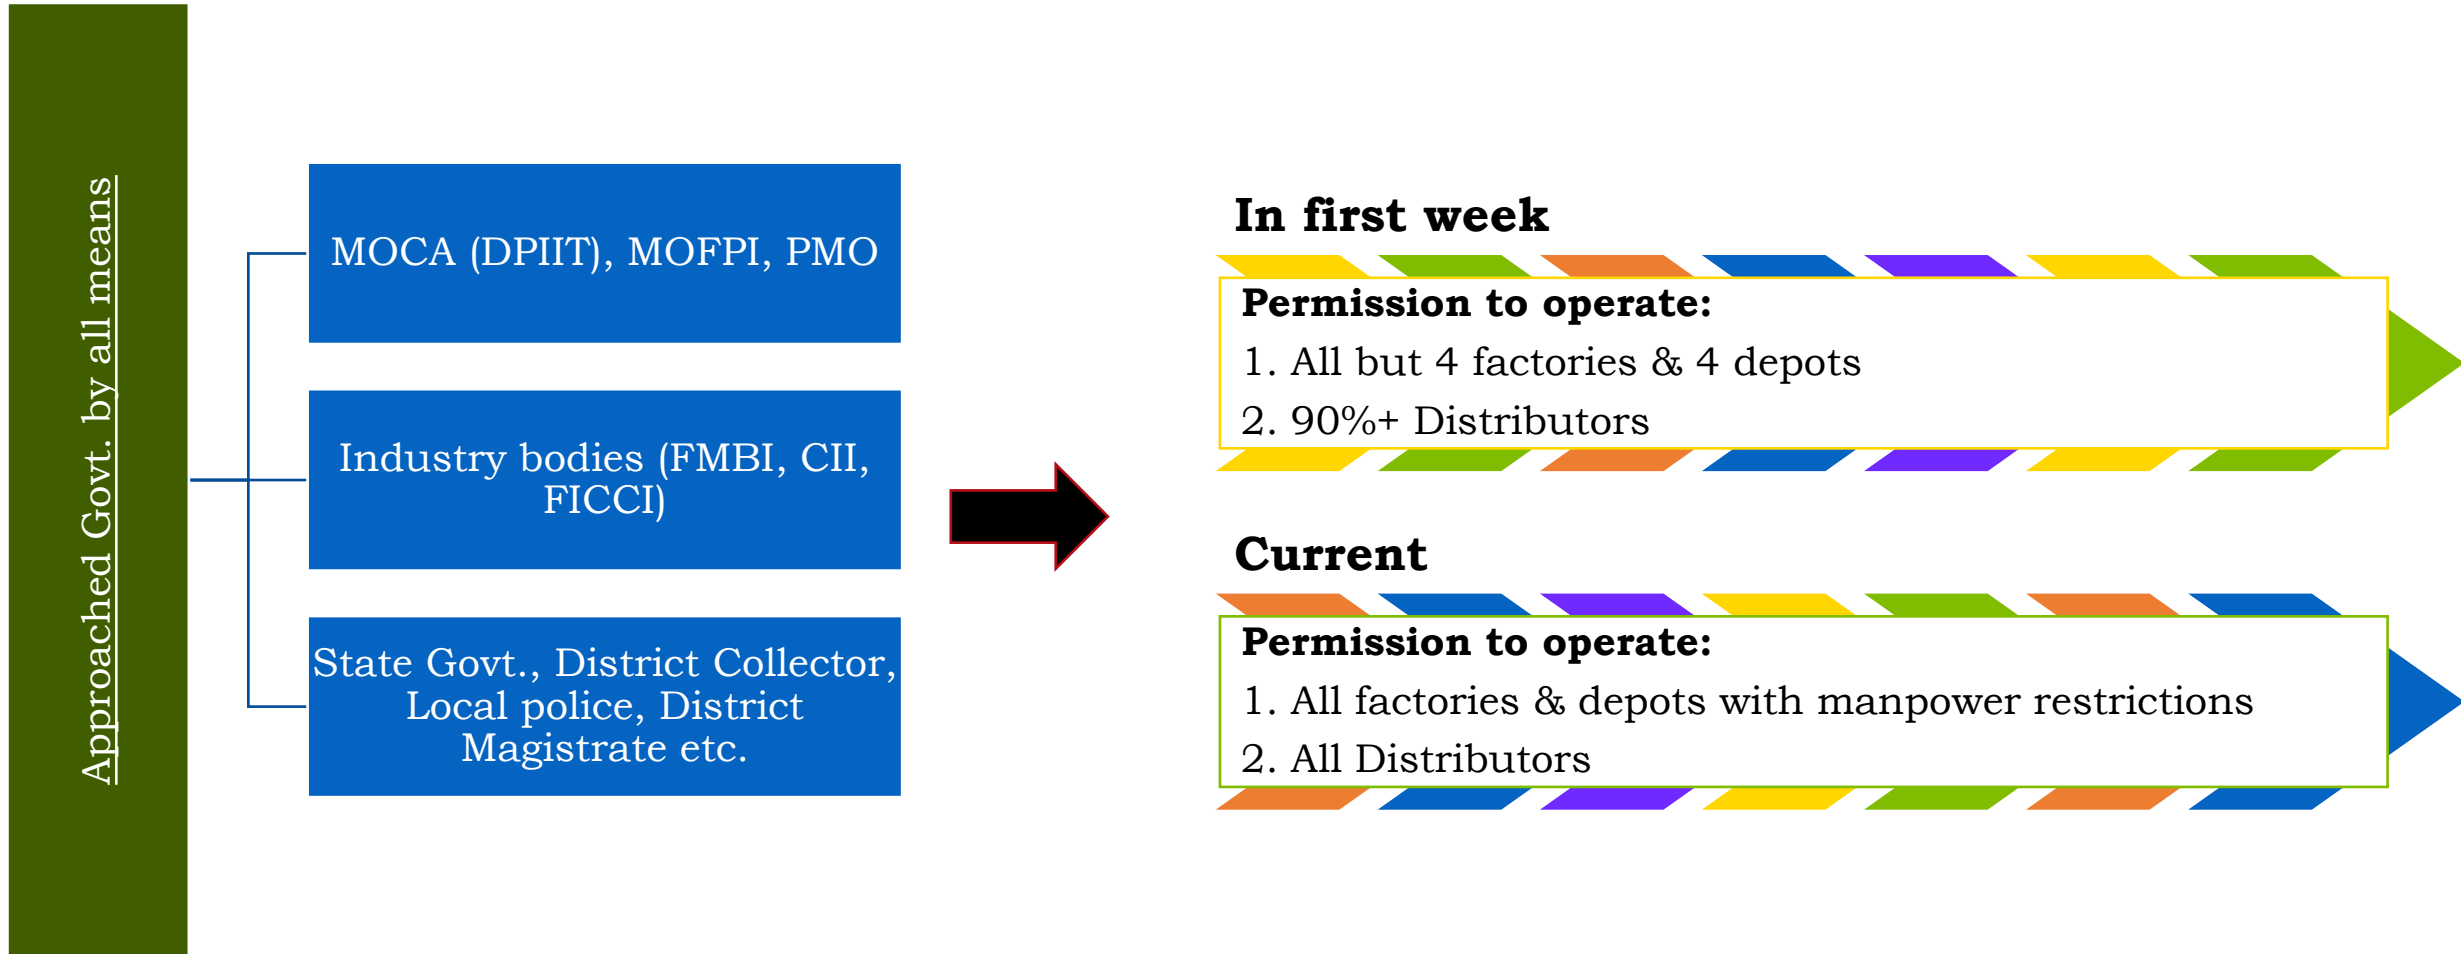 Approached Govt. by all means
MOCA (DPIIT), MOFPI, PMO
Industry bodies (FMBI, CII,
FICCI)
State Govt., District Collector,
Local police, District
Magistrate etc.
In first week
Permission to operate:
1. All but 4 factories & 4 depots
2. 90%+ Distributors
Current
Permission to operate:
1. All factories & depots with manpower restrictions
2. All Distributors